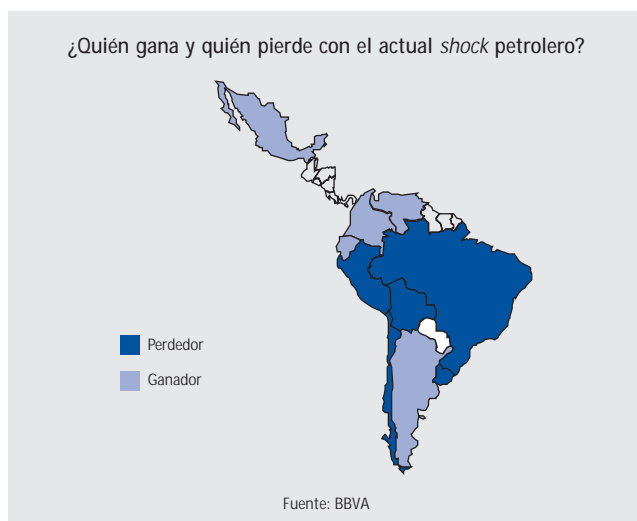 ¿Quién gana y quién pierde con el actual shock petrolero?
Perdedor
Ganador
Fuente: BBVA